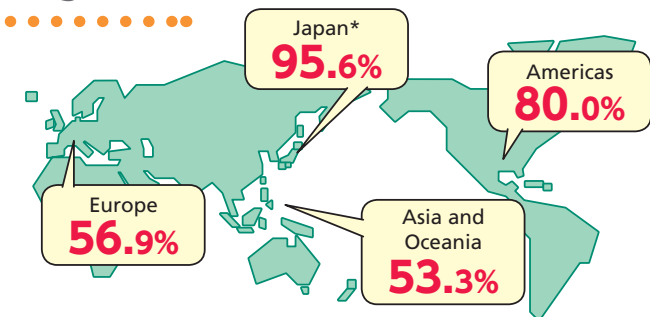 Japan*
95.6%
Americas
80.0%
Europe
56.9%
Asia and
Oceania
53.3%